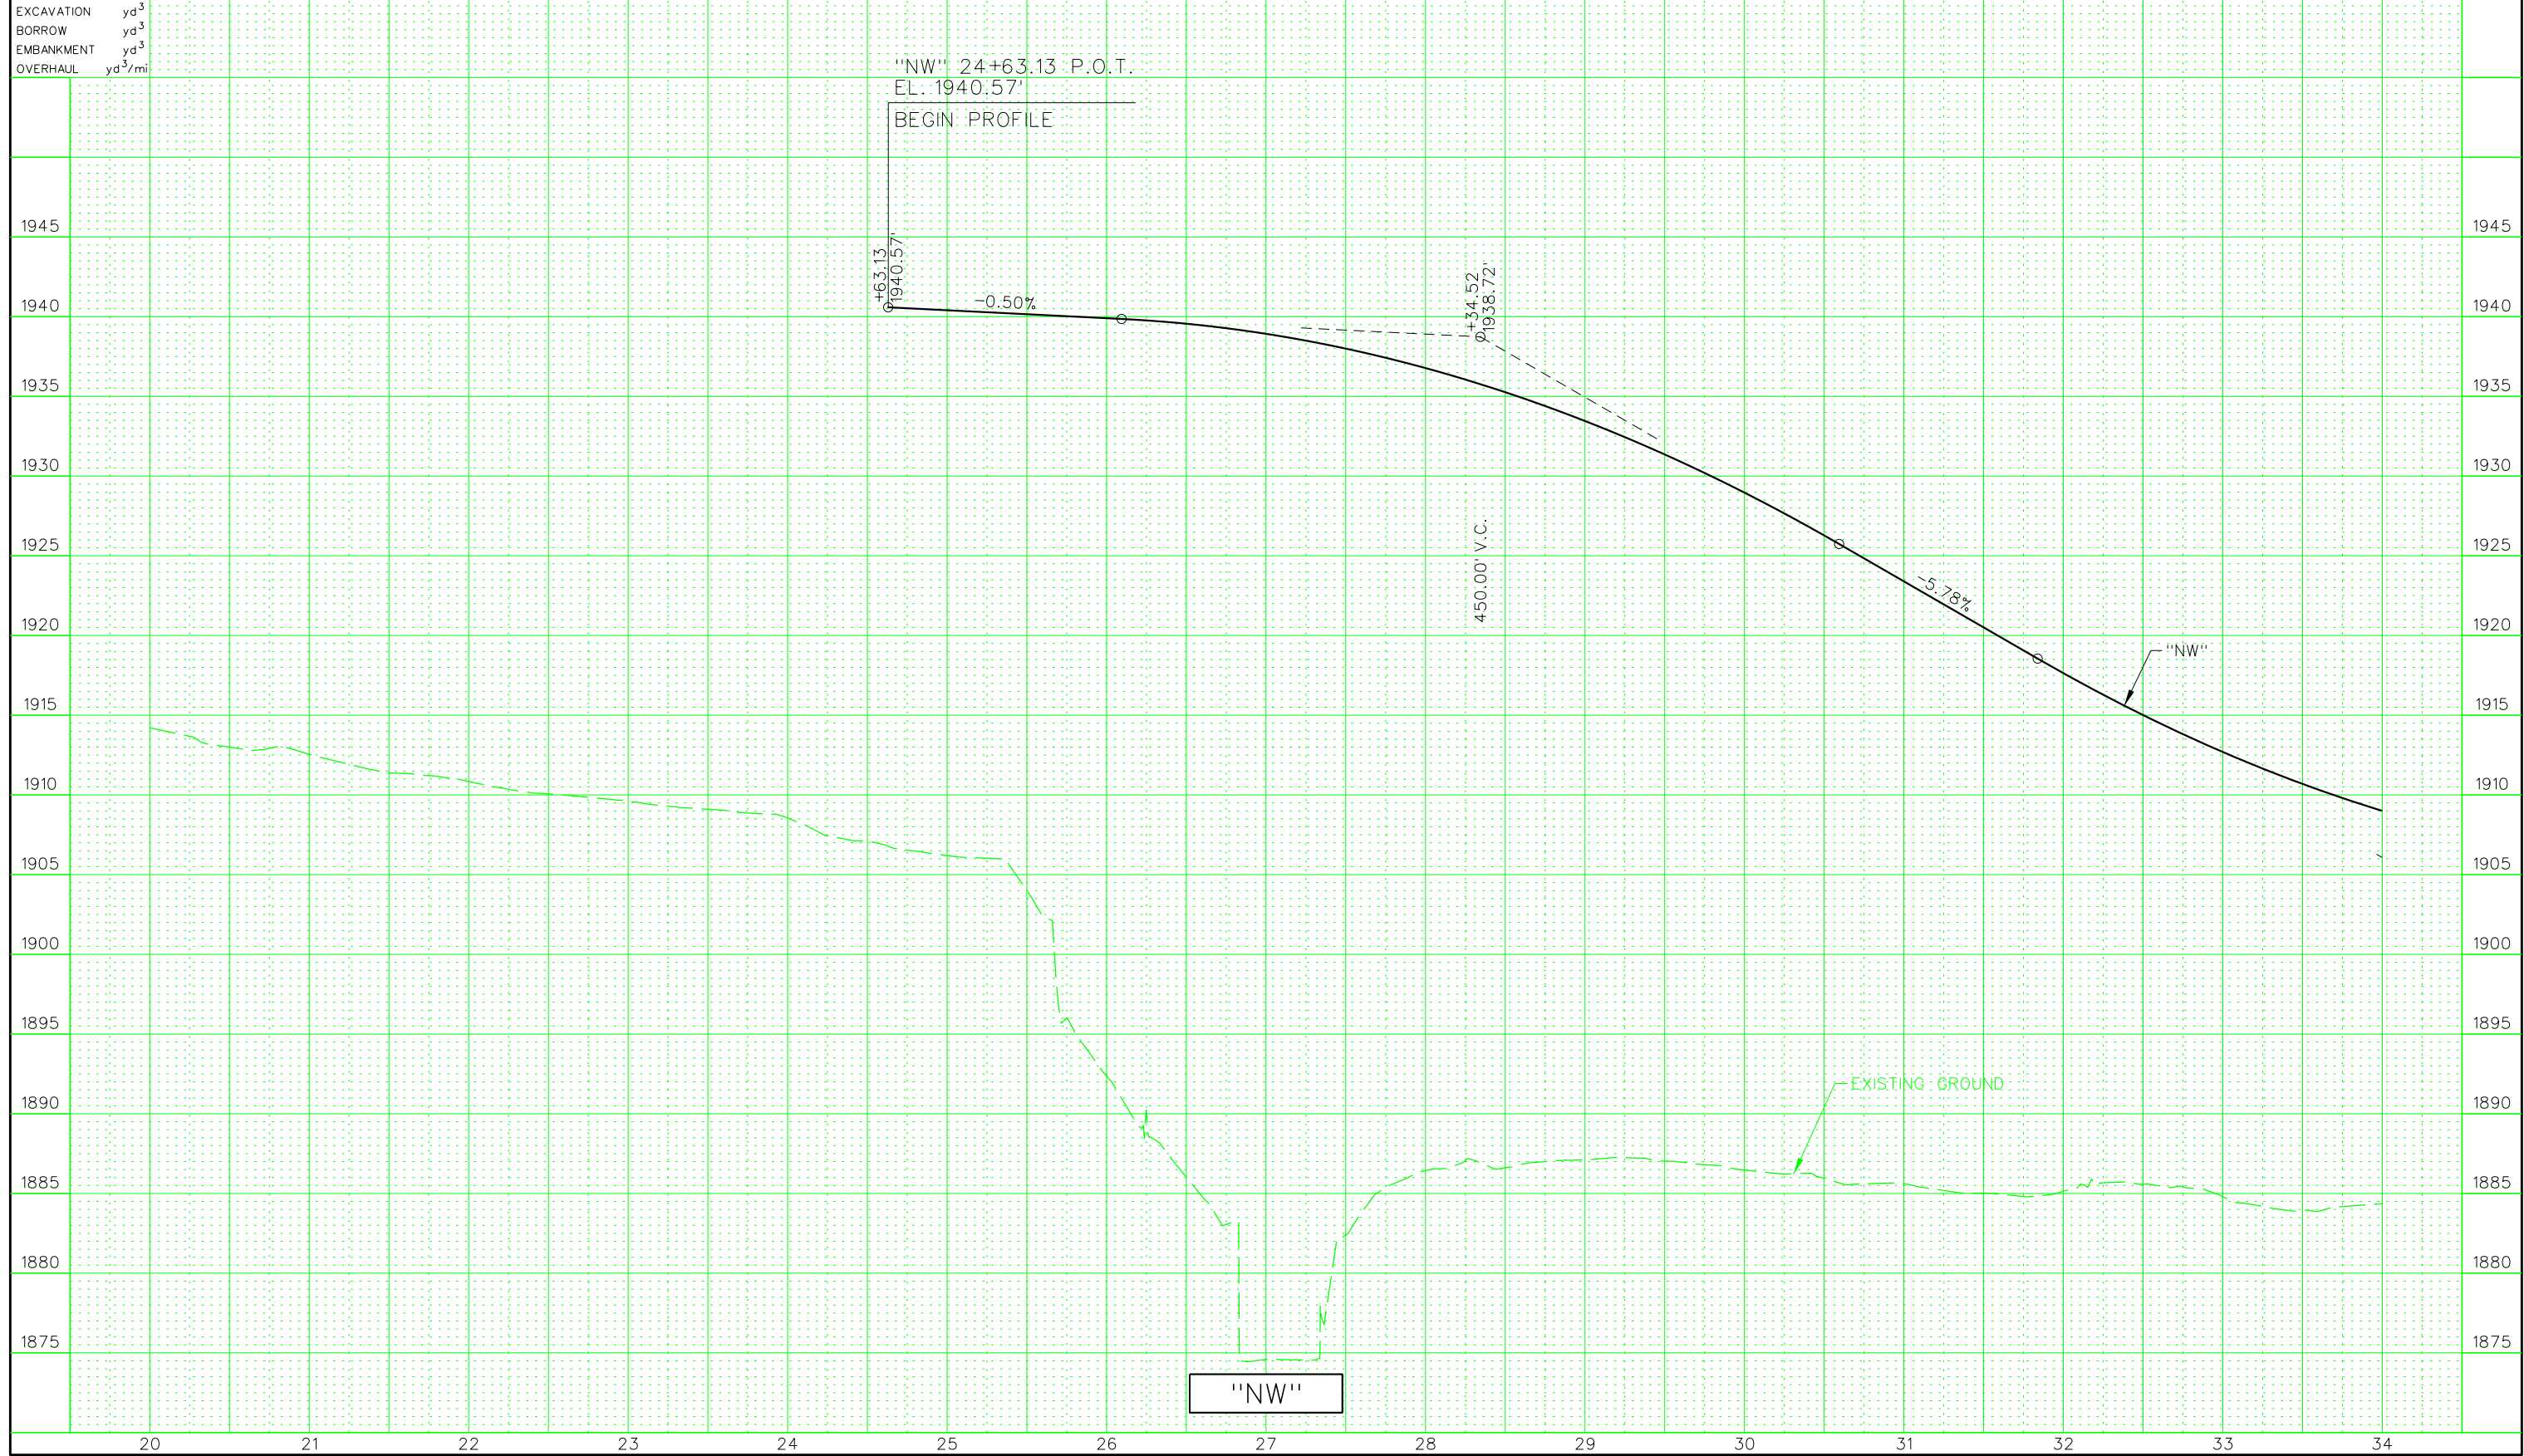 EXCAVATION yd³
BORROW yd³
EMBANKMENT yd³
OVERHAUL yd³/mi
"NW" 24+63.13 P.O.T.
EL. 1940.57'
BEGIN PROFILE
1945 1945
+63.13
1940.57'
-0.50%
+34.52
1938.72'
1940 1940
1935 1935
1930 1930
450.00' V.C.
1925 1925
-5.78%
1920 1920
"NW"
1915 1915
1910 1910
1905 1905
1900 1900
1895 1895
EXISTING GROUND
1890 1890
1885 1885
1880 1880
1875 1875
"NW"
20 21 22 23 24 25 26 27 28 29 30 31 32 33 34